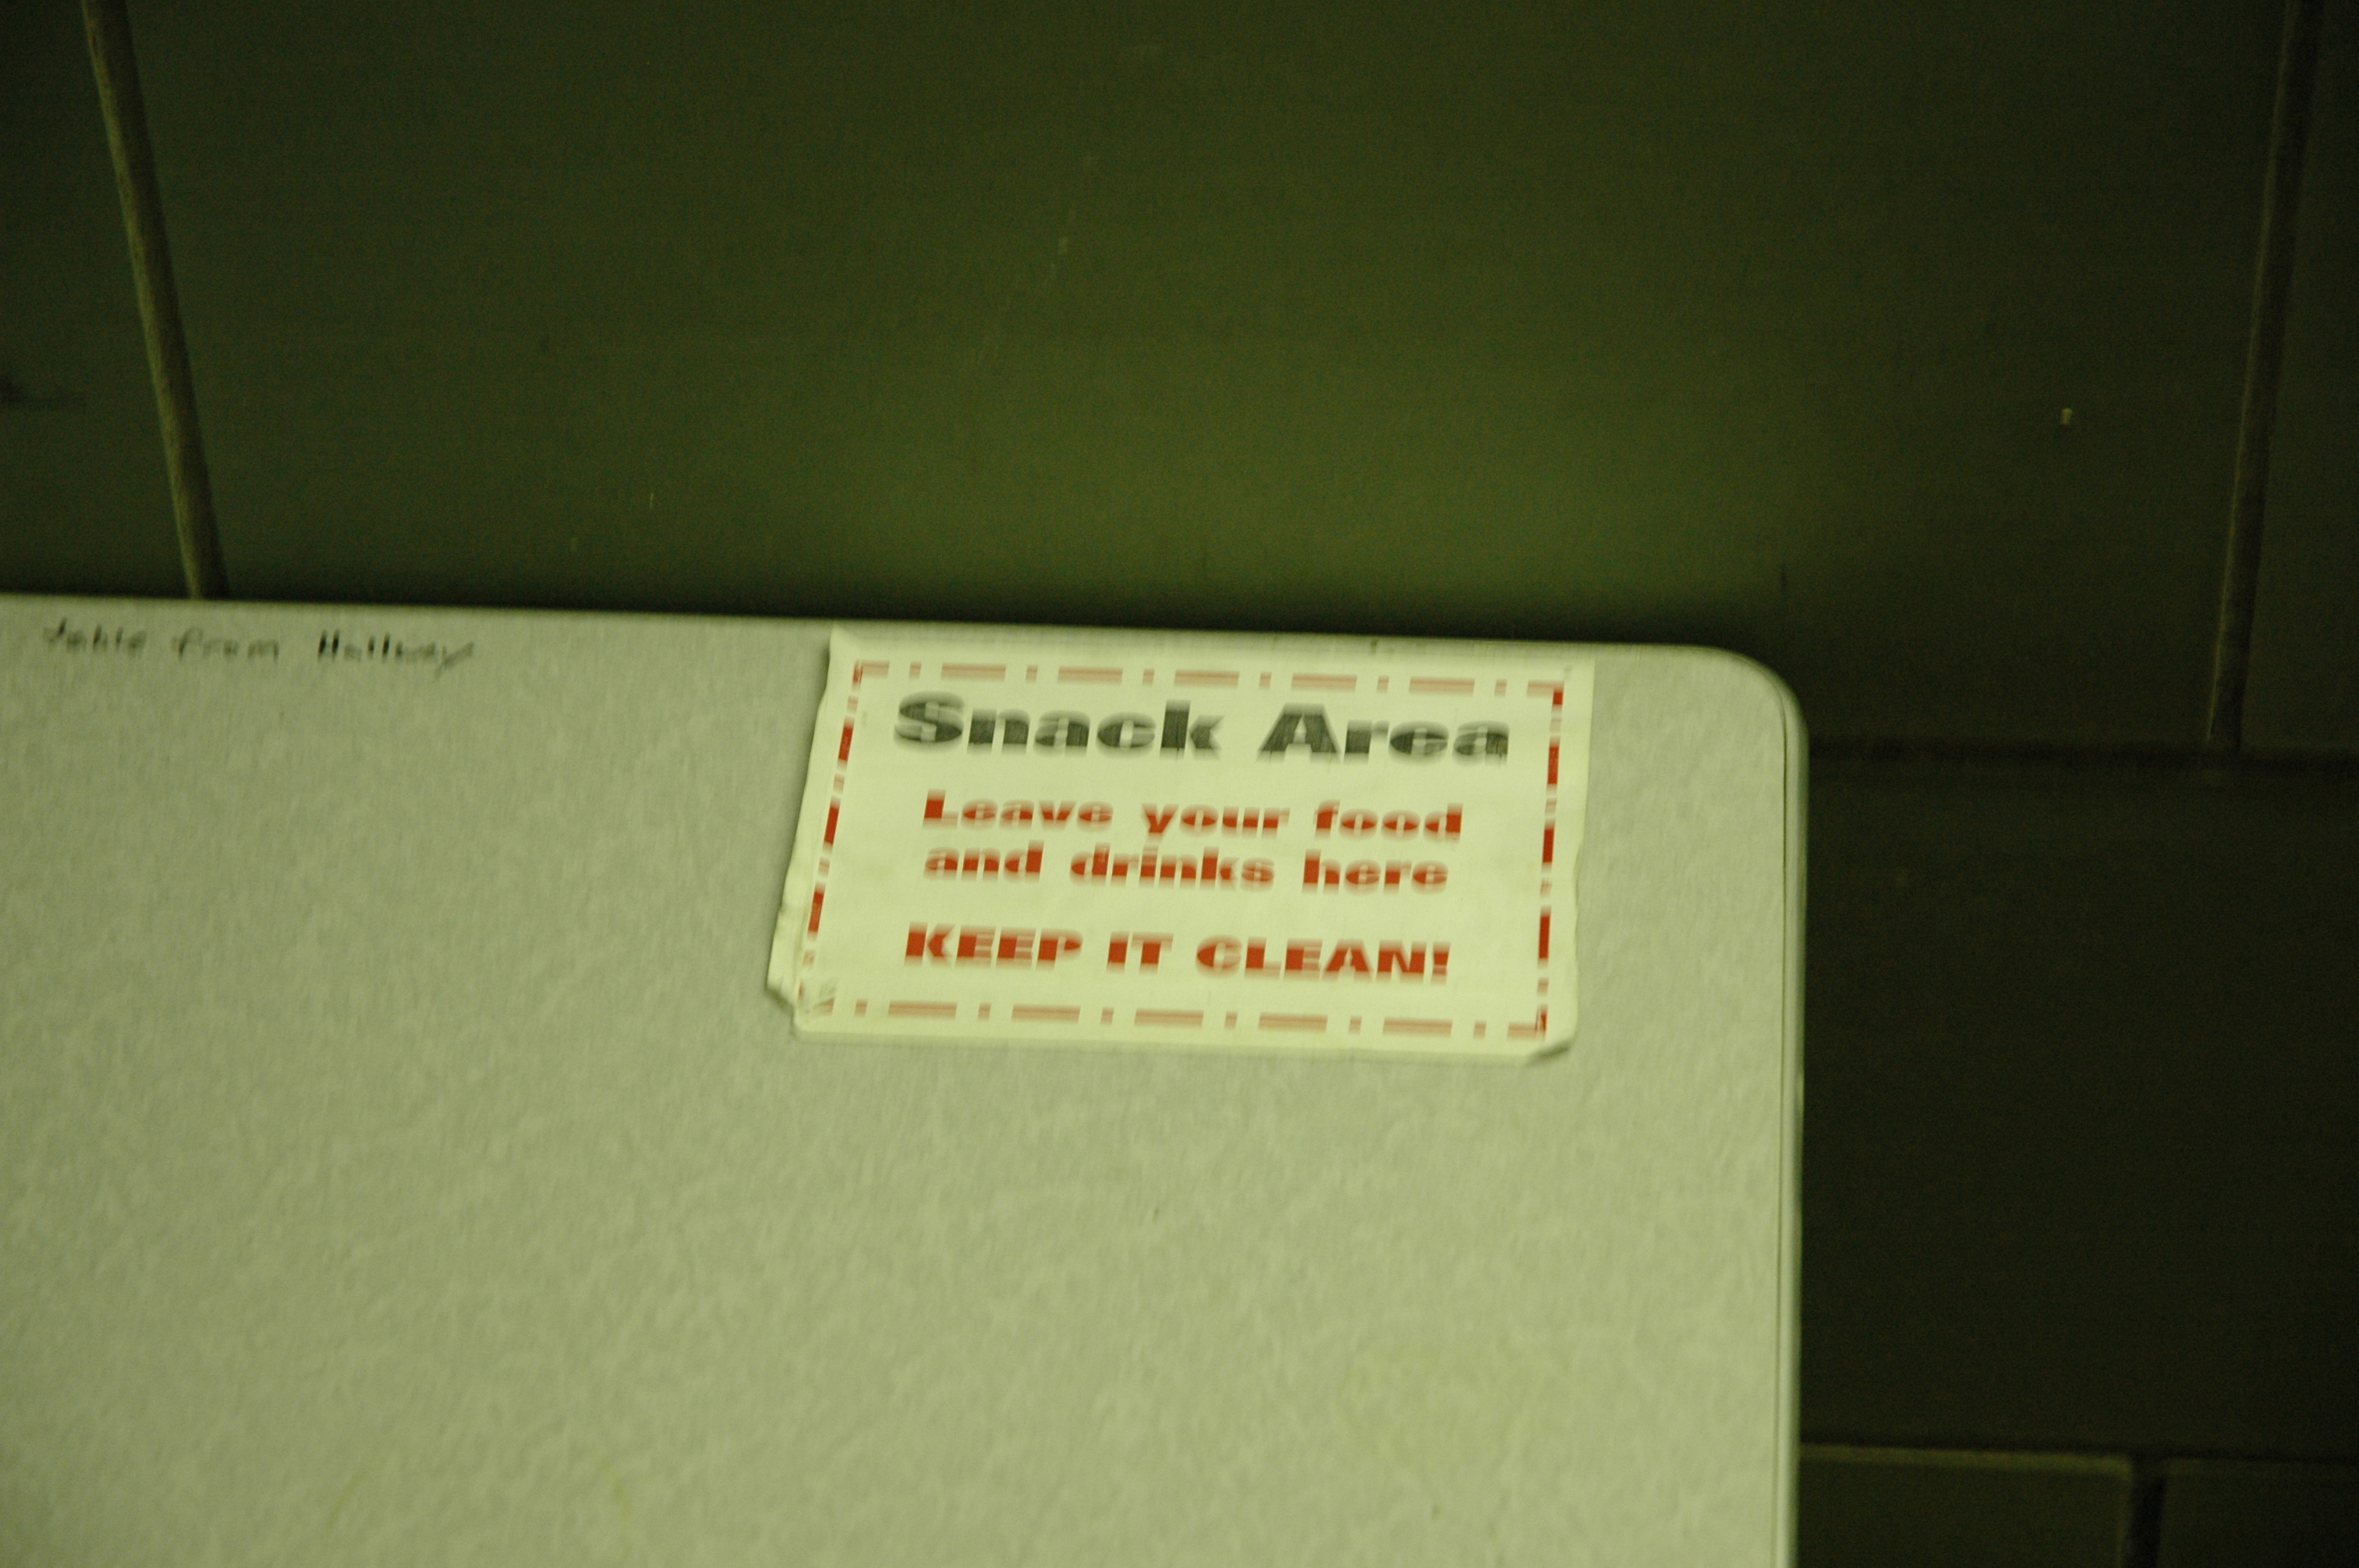 table from Hallway
Snack Area
Leave your food
and drinks here
KEEP IT CLEAN!